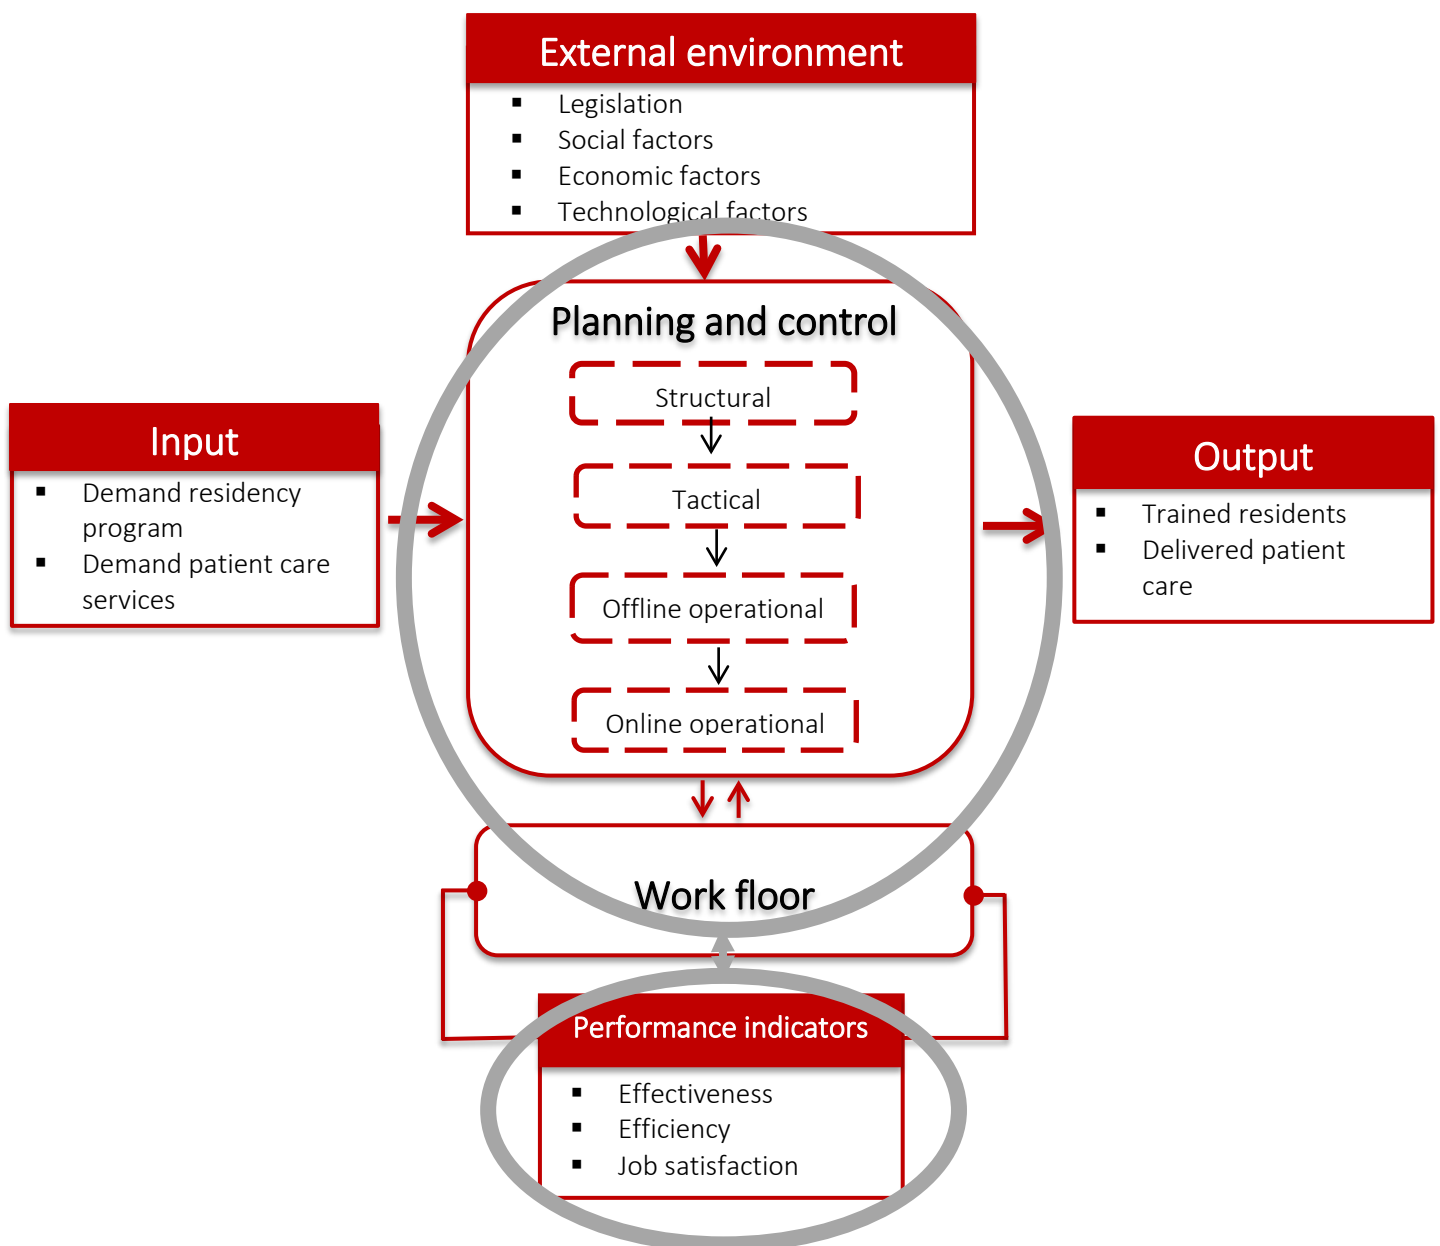 External environment
▪ Legislation
▪ Social factors
▪ Economic factors
▪ Technological factors
Planning and control
Structural
Tactical
Offline operational
Online operational
Input
▪ Demand residency
program
▪ Demand patient care
services
Output
▪ Trained residents
▪ Delivered patient
care
Work floor
Performance indicators
▪ Effectiveness
▪ Efficiency
▪ Job satisfaction